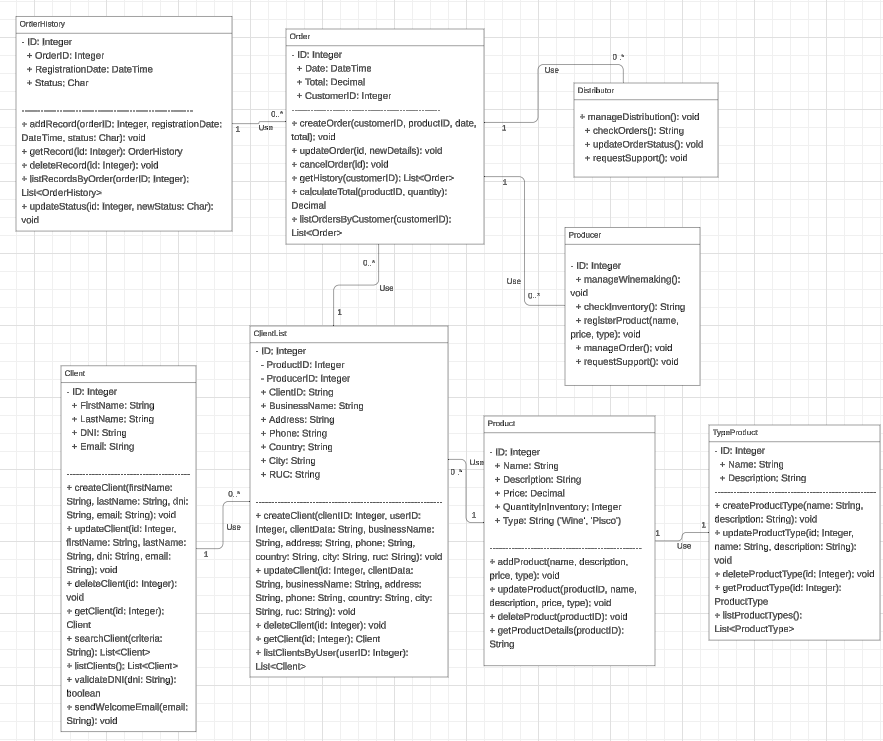 OrderHistory
- ID: Integer
+ OrderID: Integer
+ RegistrationDate: DateTime
+ Status: Char
+ addRecord(orderID: Integer, registrationDate:
DateTime, status: Char): void
+ getRecord(id: Integer): OrderHistory
+ deleteRecord(id: Integer): void
+ listRecordsByOrder(orderID: Integer):
List<OrderHistory>
+ updateStatus(id: Integer, newStatus: Char):
void
1
Use
0..*
Order
- ID: Integer
+ Date: DateTime
+ Total: Decimal
+ CustomerID: Integer
+ createOrder(customerID, productID, date,
total): void
+ updateOrder(id, newDetails): void
+ cancelOrder(id): void
+ getHistory(customerID): List<Order>
+ calculateTotal(productID, quantity):
Decimal
+ listOrdersByCustomer(customerID):
List<Order>
1
Use
0..*
Distributor
+ manageDistribution(): void
+ checkOrders(): String
+ updateOrderStatus(): void
+ requestSupport(): void
1
Use
0..*
Producer
- ID: Integer
+ manageWinemaking():
void
+ checkInventory(): String
+ registerProduct(name,
price, type): void
+ manageOrder(): void
+ requestSupport(): void
0..*
Use
1
ClientList
- ID: Integer
- ProductID: Integer
- ProducerID: Integer
+ ClientID: String
+ BusinessName: String
+ Address: String
+ Phone: String
+ Country: String
+ City: String
+ RUC: String
+ createClient(clientID: Integer, userID:
Integer, clientData: String, businessName:
String, address: String, phone: String,
country: String, city: String, ruc: String): void
+ updateClient(id: Integer, clientData:
String, businessName: String, address:
String, phone: String, country: String, city:
String, ruc: String): void
+ deleteClient(id: Integer): void
+ getClient(id: Integer): Client
+ listClientsByUser(userID: Integer):
List<Client>
Client
- ID: Integer
+ FirstName: String
+ LastName: String
+ DNI: String
+ Email: String
+ createClient(firstName:
String, lastName: String, dni:
String, email: String): void
+ updateClient(id: Integer,
firstName: String, lastName:
String, dni: String, email:
String): void
+ deleteClient(id: Integer):
void
+ getClient(id: Integer):
Client
+ searchClient(criteria:
String): List<Client>
+ listClients(): List<Client>
+ validateDNI(dni: String):
boolean
+ sendWelcomeEmail(email:
String): void
0..*
Use
1
Use
0..*
1
Product
- ID: Integer
+ Name: String
+ Description: String
+ Price: Decimal
+ QuantityInInventory: Integer
+ Type: String ('Wine', 'Pisco')
+ addProduct(name, description,
price, type): void
+ updateProduct(productID, name,
description, price, type): void
+ deleteProduct(productID): void
+ getProductDetails(productID):
String
1
Use
1
TypeProduct
- ID: Integer
+ Name: String
+ Description: String
+ createProductType(name: String,
description: String): void
+ updateProductType(id: Integer,
name: String, description: String):
void
+ deleteProductType(id: Integer): void
+ getProductType(id: Integer):
ProductType
+ listProductTypes():
List<ProductType>